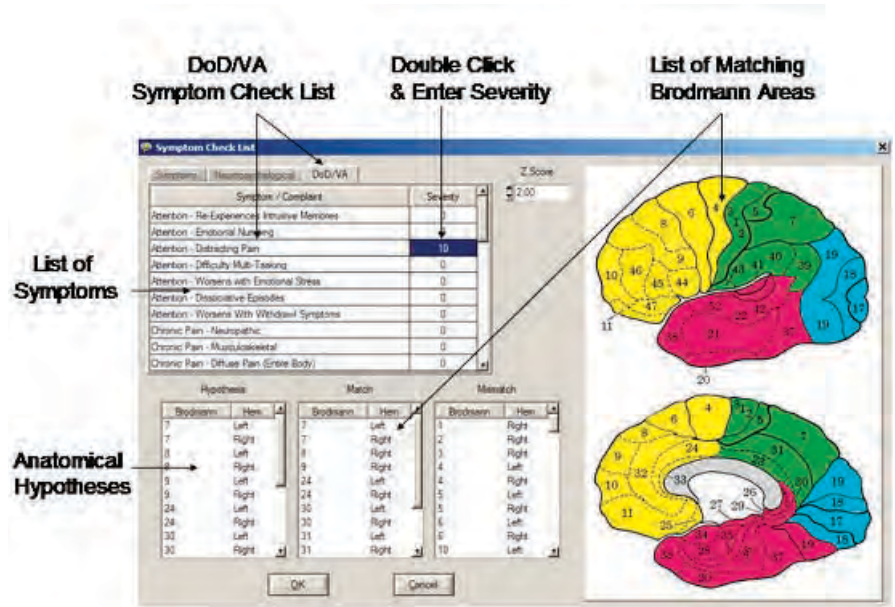 DoD/VA
Symptom Check List
Double Click
& Enter Severity
List of Matching
Brodmann Areas
Symptom Check List
Symptoms Neuropsychological DoD/VA
Z Score
2.00
Symptom / Complaint Severity
Attention - Re-Experiences Intrusive Memories 0
Attention - Emotional Numbing
Attention - Distracting Pain 10
Attention - Difficulty Multi-Tasking 0
Attention - Worsens with Emotional Stress 0
Attention - Dissociative Episodes 0
Attention - Worsens With Withdrawl Symptoms 0
Chronic Pain - Neuropathic 0
Chronic Pain - Musculoskeletal 0
Chronic Pain - Diffuse Pain (Entire Body) 0
List of
Symptoms
Hypothesis Match Mismatch
Brodmann Hem Brodmann Hem Brodmann Hem
7 Left 7 Left 1 Right
7 Right 7 Right 2 Right
8 Left Right 3 Right
Right Right 4 Left
9 Left 24 Left 4 Right
9 Right 24 Right 5 Left
24 Left 30 Left 5 Right
24 Right 30 Right 6 Left
30 Left 31 Left 6 Right
30 Right 31 Right 10 Left
Anatomical
Hypotheses
OK Cancel
4
6
8
9
10
46
45
44
47
11
5
7
43
41
40
39
19
18
17
19
52
22
42
21
38
37
20
4
6
8
9
10
32
24
33
11
25
5
7
31
23
30
26
29
27
19
18
17
18
34
35
28
38
37
19
20